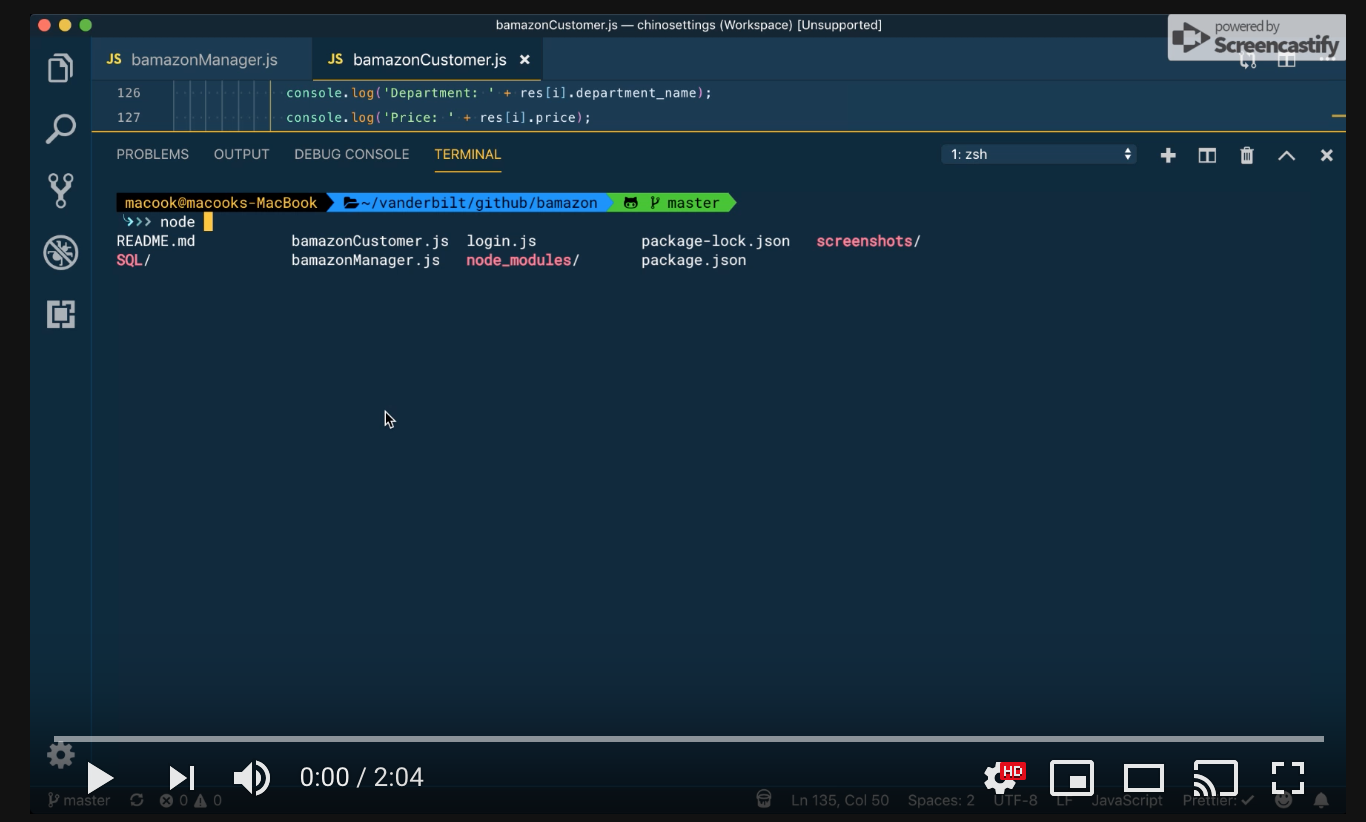 bamazonCustomer.js — chinosettings (Workspace) [Unsupported]
powered by
Screencastify
JS bamazonManager.js
JS bamazonCustomer.js ×
126 console.log('Department: ' + res[i].department_name);
127 console.log('Price: ' + res[i].price);
PROBLEMS OUTPUT DEBUG CONSOLE TERMINAL 1: zsh
macook@macooks-MacBook ~/vanderbilt/github/bamazon master
node
README.md bamazonCustomer.js login.js package-lock.json screenshots/
SQL/ bamazonManager.js node_modules/ package.json
0:00 / 2:04 HD
master 0 0 Ln 135, Col 50 Spaces: 2 UTF-8 LF JavaScript Prettier: ✓